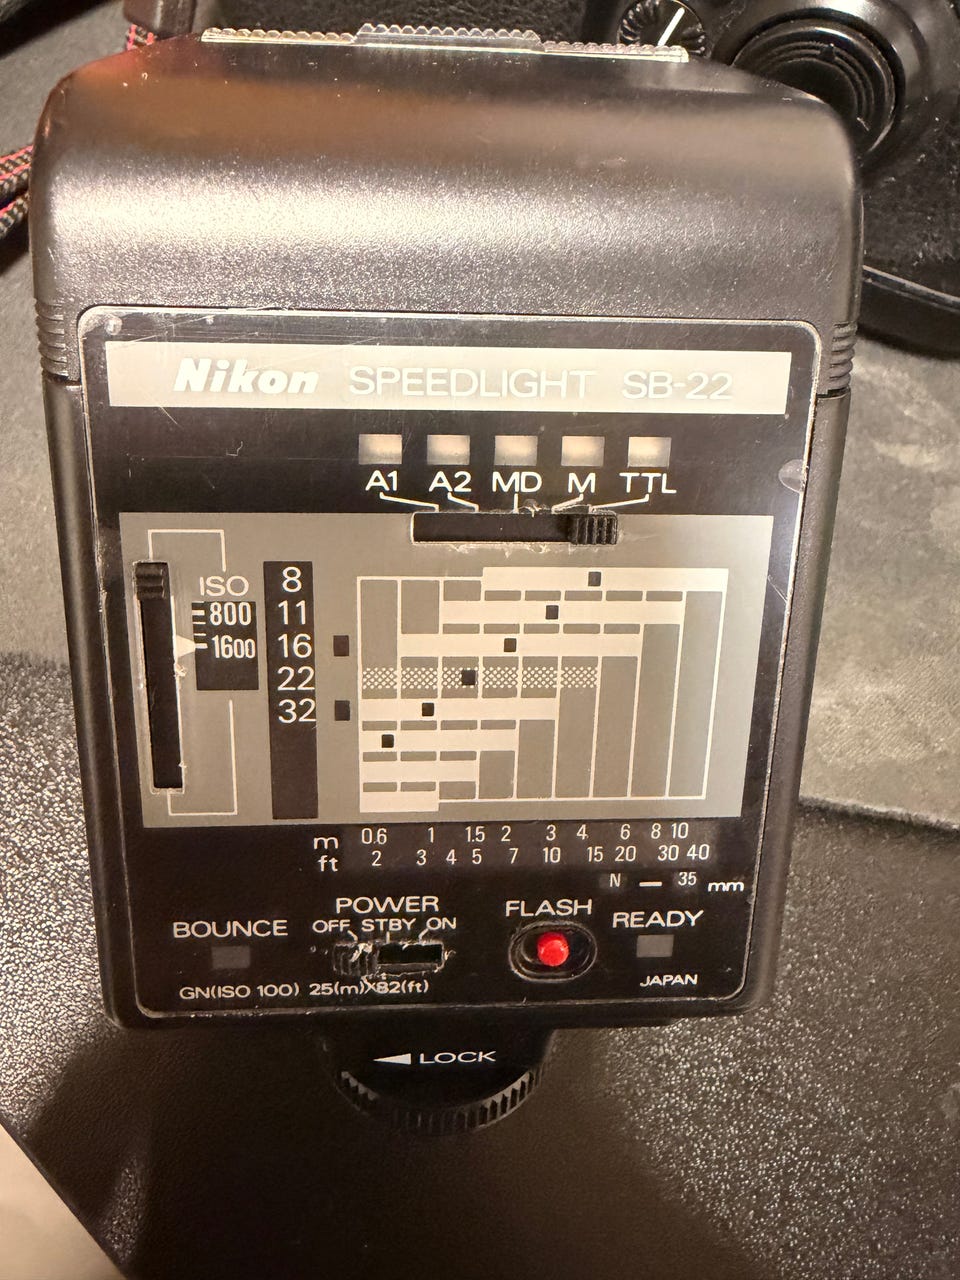 Nikon SPEEDLIGHT SB-22
A1 A2 MD M TTL
ISO
800
1600
8
11
16
22
32
m 0.6 1 1.5 2 3 4 6 8 10
ft 2 3 4 5 7 10 15 20 30 40
N — 35 mm
BOUNCE
POWER
OFF STBY ON
FLASH
READY
GN(ISO 100) 25(m)X82(ft)
JAPAN
LOCK